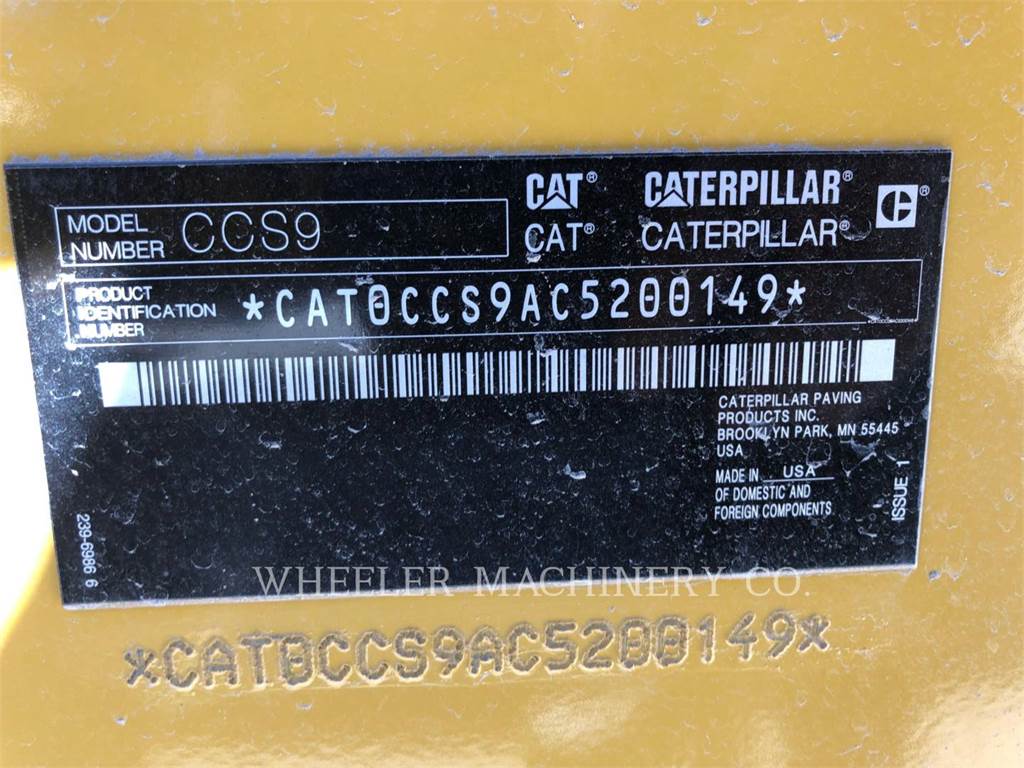 MODEL NUMBER CCS9
CAT® CATERPILLAR®
CAT® CATERPILLAR®
PRODUCT IDENTIFICATION NUMBER *CAT0CCS9AC5200149*
CATERPILLAR PAVING
PRODUCTS INC.
BROOKLYN PARK, MN 55445
USA
MADE IN USA
OF DOMESTIC AND
FOREIGN COMPONENTS
ISSUE 1
239-6986 6
WHEELER MACHINERY CO.
*CAT0CCS9AC5200149*